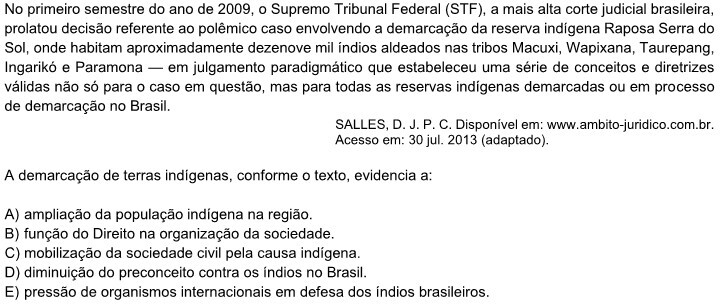 No primeiro semestre do ano de 2009, o Supremo Tribunal Federal (STF), a mais alta corte judicial brasileira,
prolatou decisão referente ao polêmico caso envolvendo a demarcação da reserva indígena Raposa Serra do
Sol, onde habitam aproximadamente dezenove mil índios aldeados nas tribos Macuxi, Wapixana, Taurepang,
Ingarikó e Paramona — em julgamento paradigmático que estabeleceu uma série de conceitos e diretrizes
válidas não só para o caso em questão, mas para todas as reservas indígenas demarcadas ou em processo
de demarcação no Brasil.
SALLES, D. J. P. C. Disponível em: www.ambito-juridico.com.br.
Acesso em: 30 jul. 2013 (adaptado).
A demarcação de terras indígenas, conforme o texto, evidencia a:
A) ampliação da população indígena na região.
B) função do Direito na organização da sociedade.
C) mobilização da sociedade civil pela causa indígena.
D) diminuição do preconceito contra os índios no Brasil.
E) pressão de organismos internacionais em defesa dos índios brasileiros.